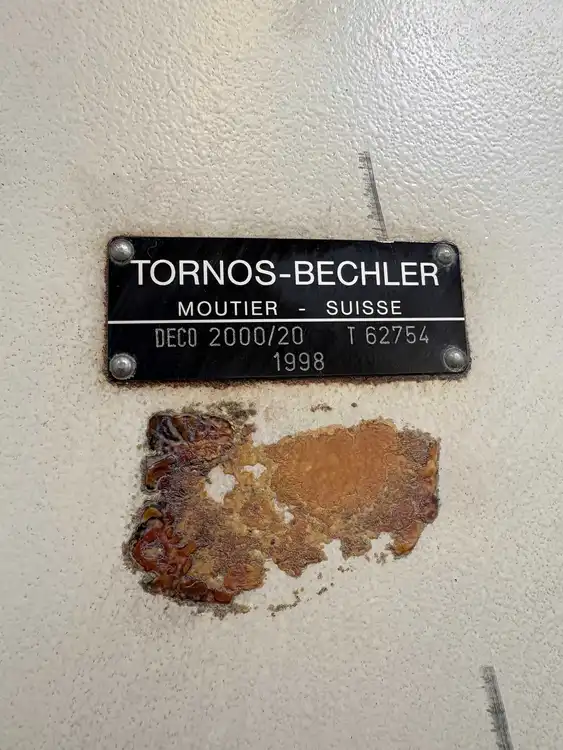 TORNOS-BECHLER
MOUTIER - SUISSE
DECO 2000/20 T 62754
1998